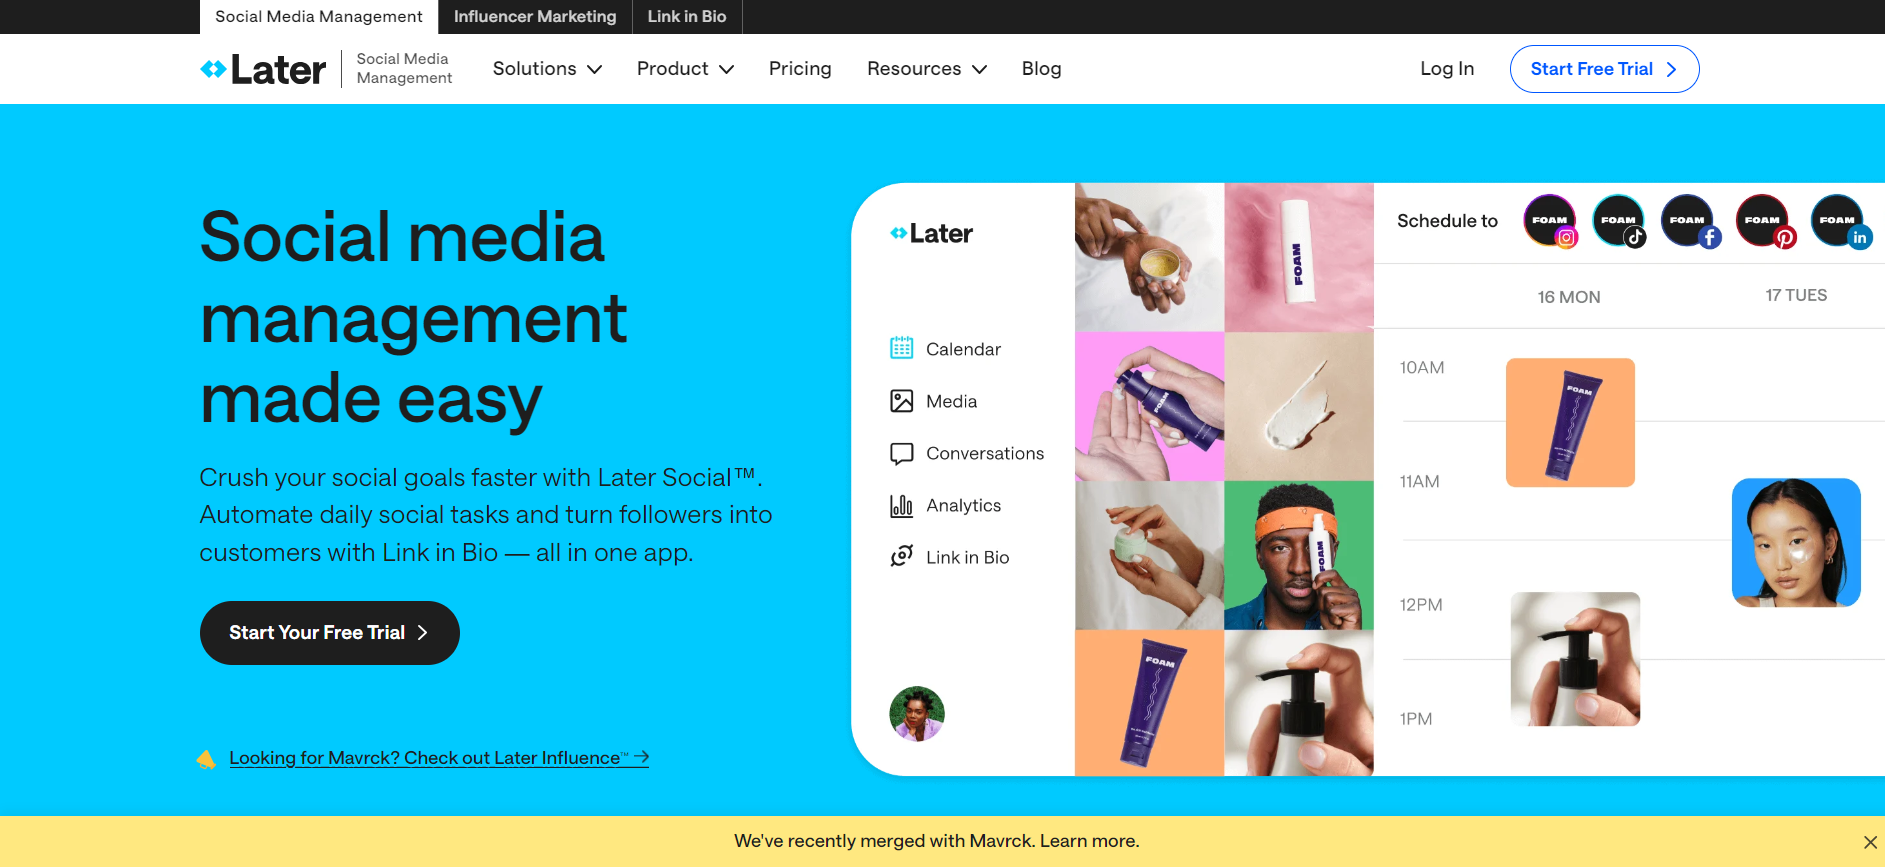 Social Media Management
Influencer Marketing
Link in Bio
Later
Social Media
Management
Solutions
Product
Pricing
Resources
Blog
Log In
Start Free Trial
Social media
management
made easy
Crush your social goals faster with Later Social™.
Automate daily social tasks and turn followers into
customers with Link in Bio — all in one app.
Start Your Free Trial
Looking for Mavrck? Check out Later Influence™ →
Later
Calendar
Media
Conversations
Analytics
Link in Bio
FOAM
FOAM
FOAM
FOAM
Schedule to
FOAM
FOAM
FOAM
FOAM
FOAM
in
16 MON
17 TUES
10AM
FOAM
11AM
12PM
1PM
We've recently merged with Mavrck. Learn more.